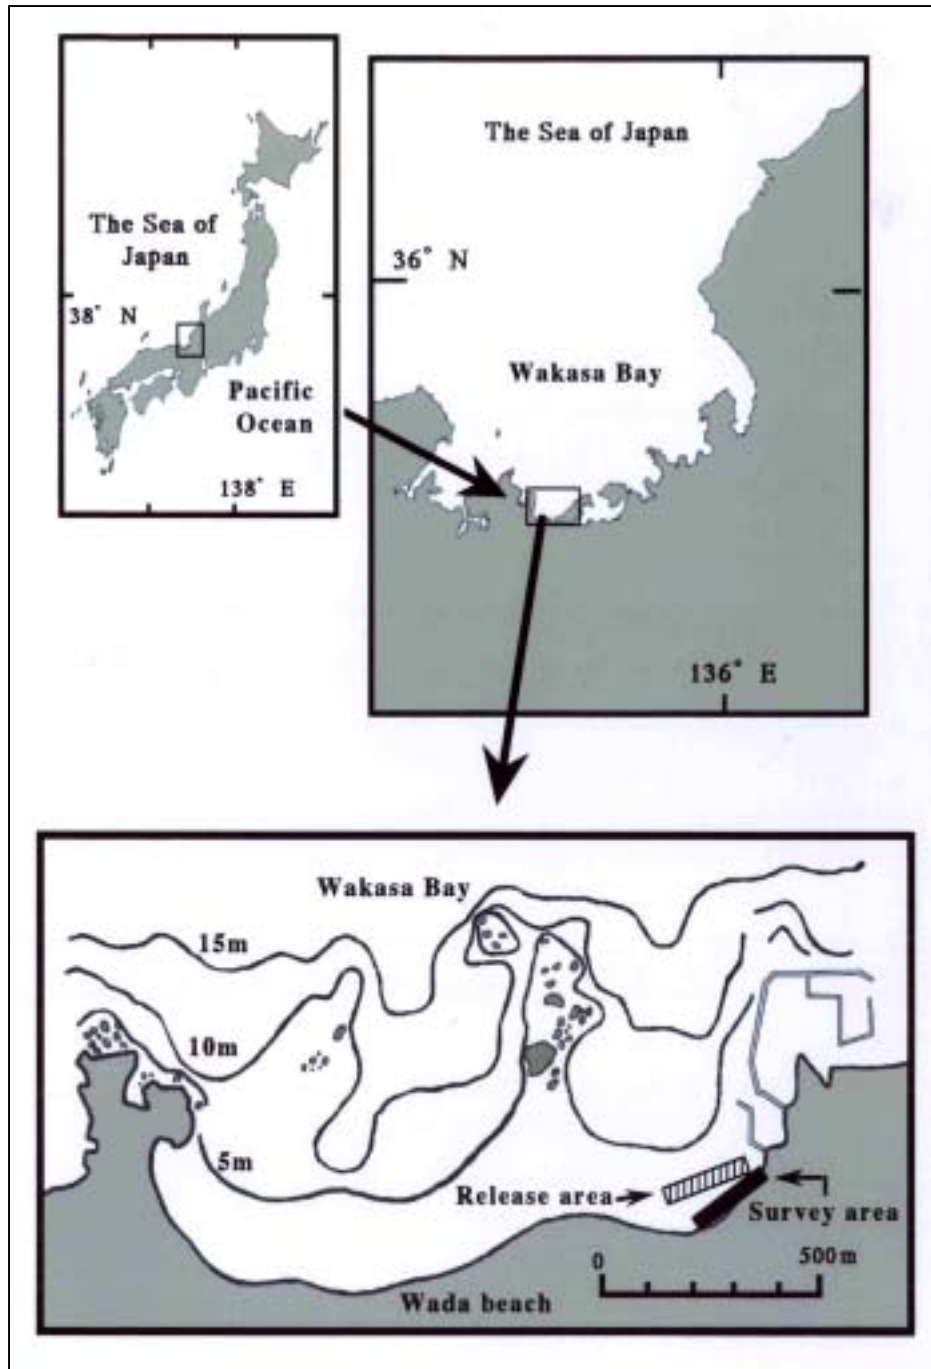 The Sea of
Japan
38° N
Pacific
Ocean
138° E
The Sea of Japan
36° N
Wakasa Bay
136° E
Wakasa Bay
15m
10m
5m
Release area
Survey area
0
500m
Wada beach